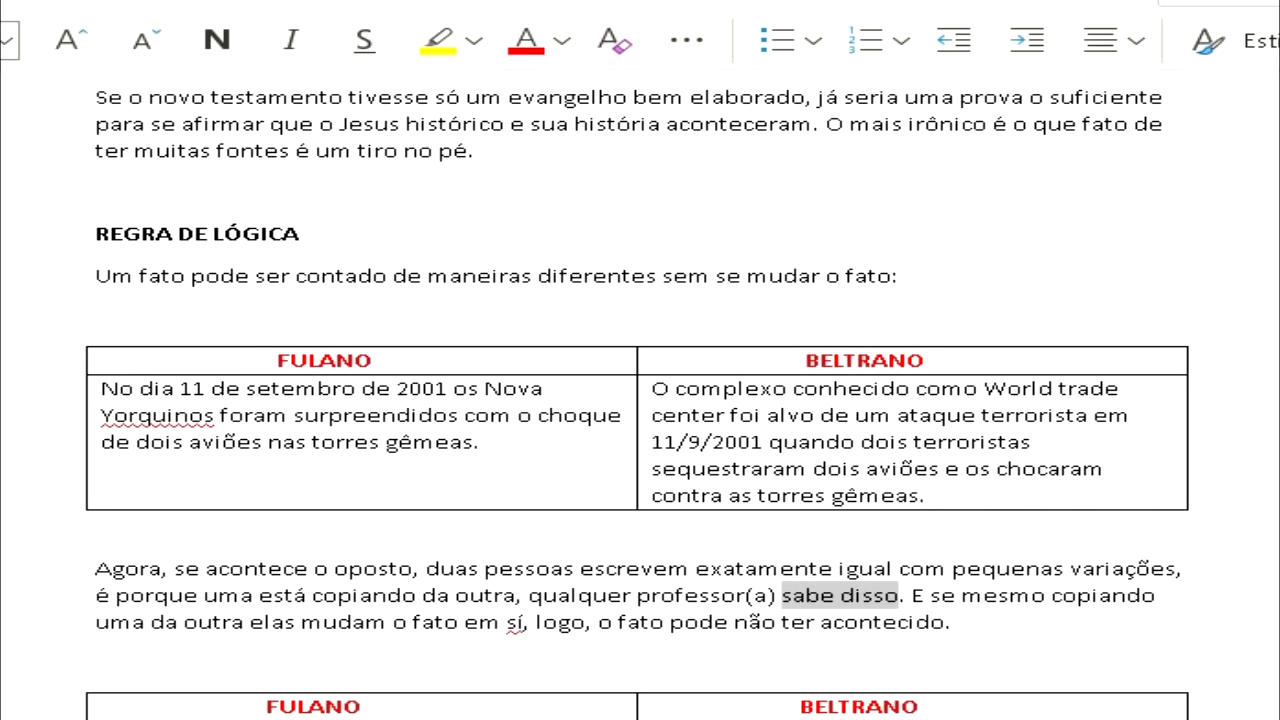 A A N I S A A ... A Esti
Se o novo testamento tivesse só um evangelho bem elaborado, já seria uma prova o suficiente
para se afirmar que o Jesus histórico e sua história aconteceram. O mais irônico é o que fato de
ter muitas fontes é um tiro no pé.
REGRA DE LÓGICA
Um fato pode ser contado de maneiras diferentes sem se mudar o fato:
FULANO
No dia 11 de setembro de 2001 os Nova
Yorquinos foram surpreendidos com o choque
de dois aviões nas torres gêmeas.
BELTRANO
O complexo conhecido como World trade
center foi alvo de um ataque terrorista em
11/9/2001 quando dois terroristas
sequestraram dois aviões e os chocaram
contra as torres gêmeas.
Agora, se acontece o oposto, duas pessoas escrevem exatamente igual com pequenas variações,
é porque uma está copiando da outra, qualquer professor(a) sabe disso. E se mesmo copiando
uma da outra elas mudam o fato em sí, logo, o fato pode não ter acontecido.
FULANO
BELTRANO